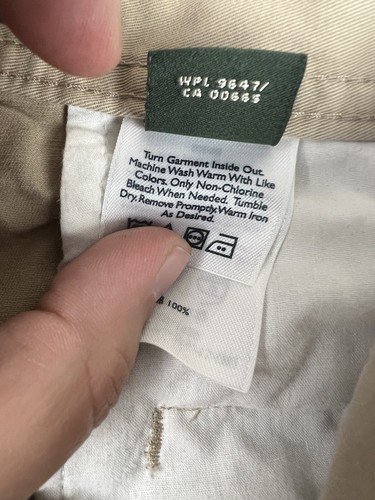 WPL 9647/
CA 00665
Turn Garment Inside Out.
Machine Wash Warm With Like
Colors. Only Non-Chlorine
Bleach When Needed. Tumble
Dry. Remove Promptly. Warm Iron
As Desired.
100%